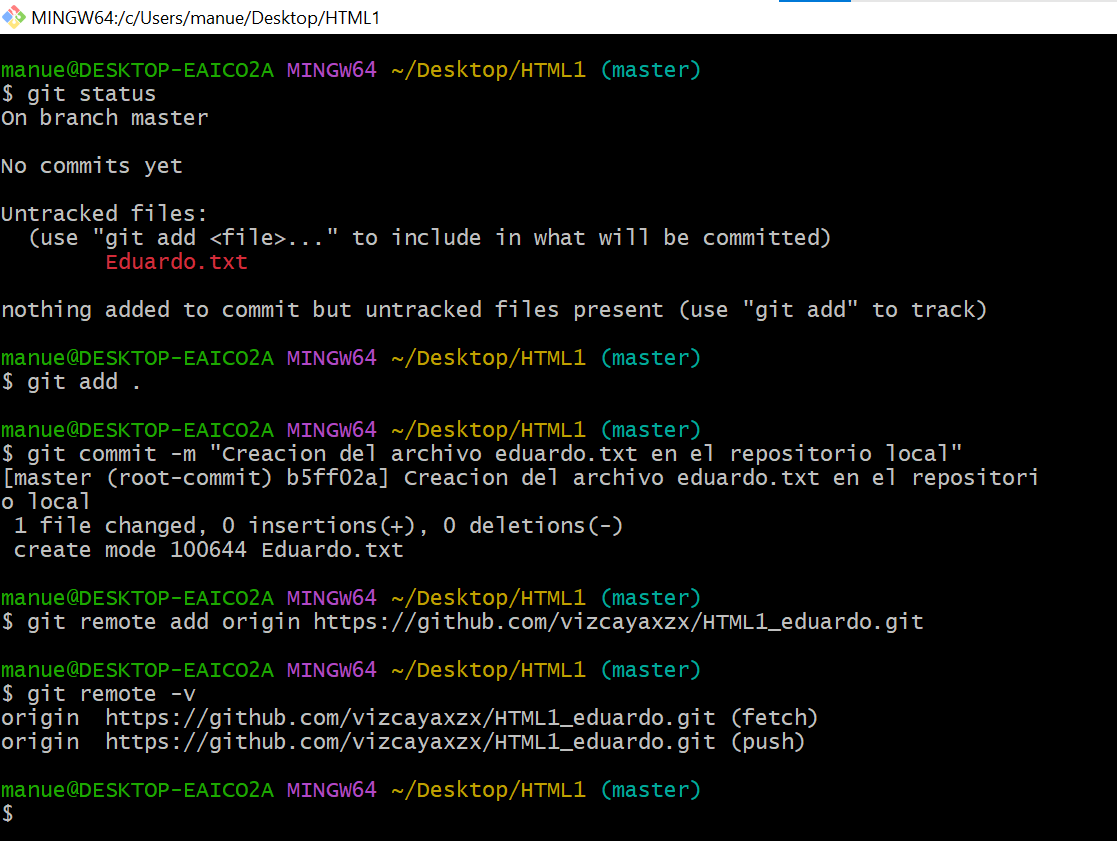 MINGW64:/c/Users/manue/Desktop/HTML1
manue@DESKTOP-EAICO2A MINGW64 ~/Desktop/HTML1 (master)
$ git status
On branch master
No commits yet
Untracked files:
  (use "git add <file>..." to include in what will be committed)
        Eduardo.txt
nothing added to commit but untracked files present (use "git add" to track)
manue@DESKTOP-EAICO2A MINGW64 ~/Desktop/HTML1 (master)
$ git add .
manue@DESKTOP-EAICO2A MINGW64 ~/Desktop/HTML1 (master)
$ git commit -m "Creacion del archivo eduardo.txt en el repositorio local"
[master (root-commit) b5ff02a] Creacion del archivo eduardo.txt en el repositori
o local
 1 file changed, 0 insertions(+), 0 deletions(-)
 create mode 100644 Eduardo.txt
manue@DESKTOP-EAICO2A MINGW64 ~/Desktop/HTML1 (master)
$ git remote add origin https://github.com/vizcayaxzx/HTML1_eduardo.git
manue@DESKTOP-EAICO2A MINGW64 ~/Desktop/HTML1 (master)
$ git remote -v
origin  https://github.com/vizcayaxzx/HTML1_eduardo.git (fetch)
origin  https://github.com/vizcayaxzx/HTML1_eduardo.git (push)
manue@DESKTOP-EAICO2A MINGW64 ~/Desktop/HTML1 (master)
$